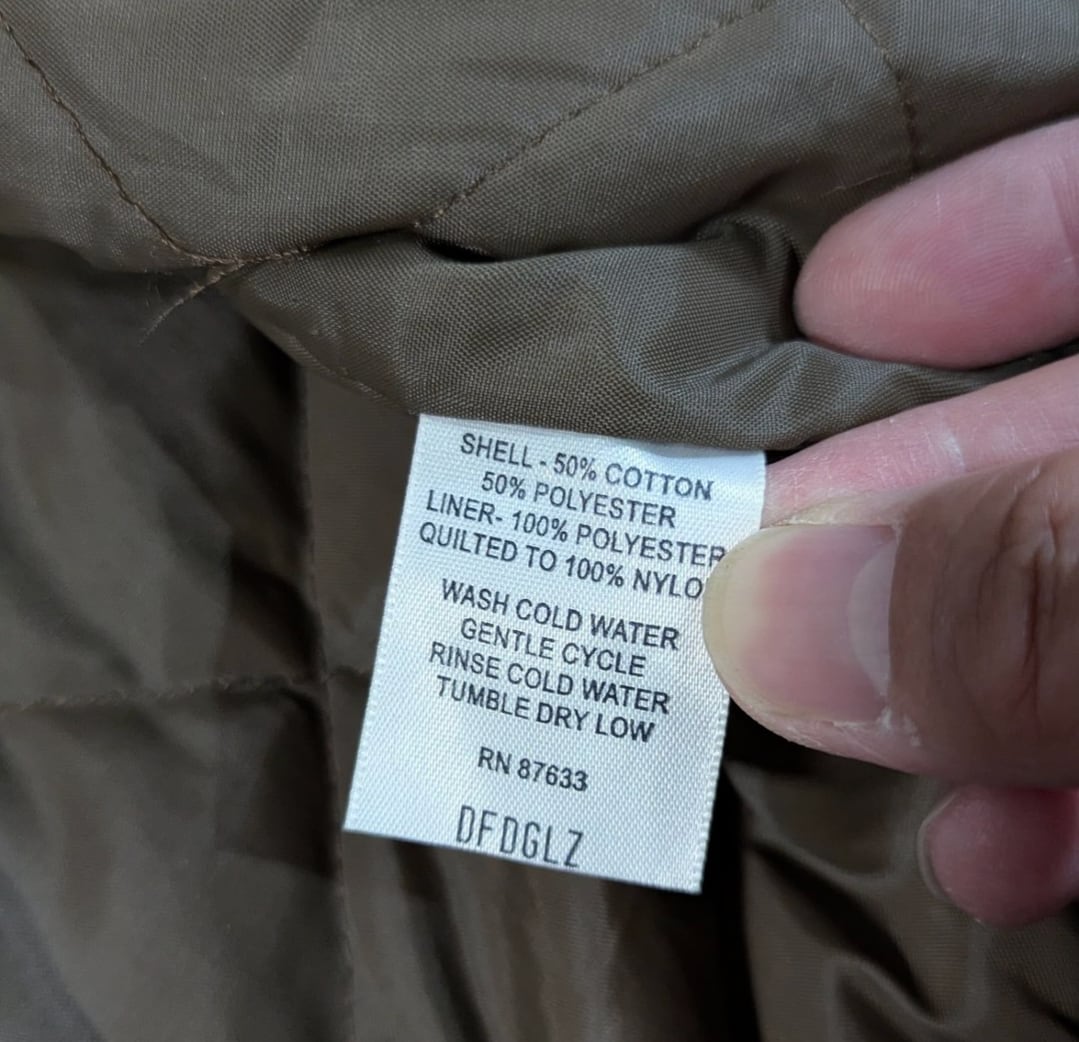 SHELL - 50% COTTON
50% POLYESTER
LINER- 100% POLYESTER
QUILTED TO 100% NYLO
WASH COLD WATER
GENTLE CYCLE
RINSE COLD WATER
TUMBLE DRY LOW
RN 87633
DFDGLZ